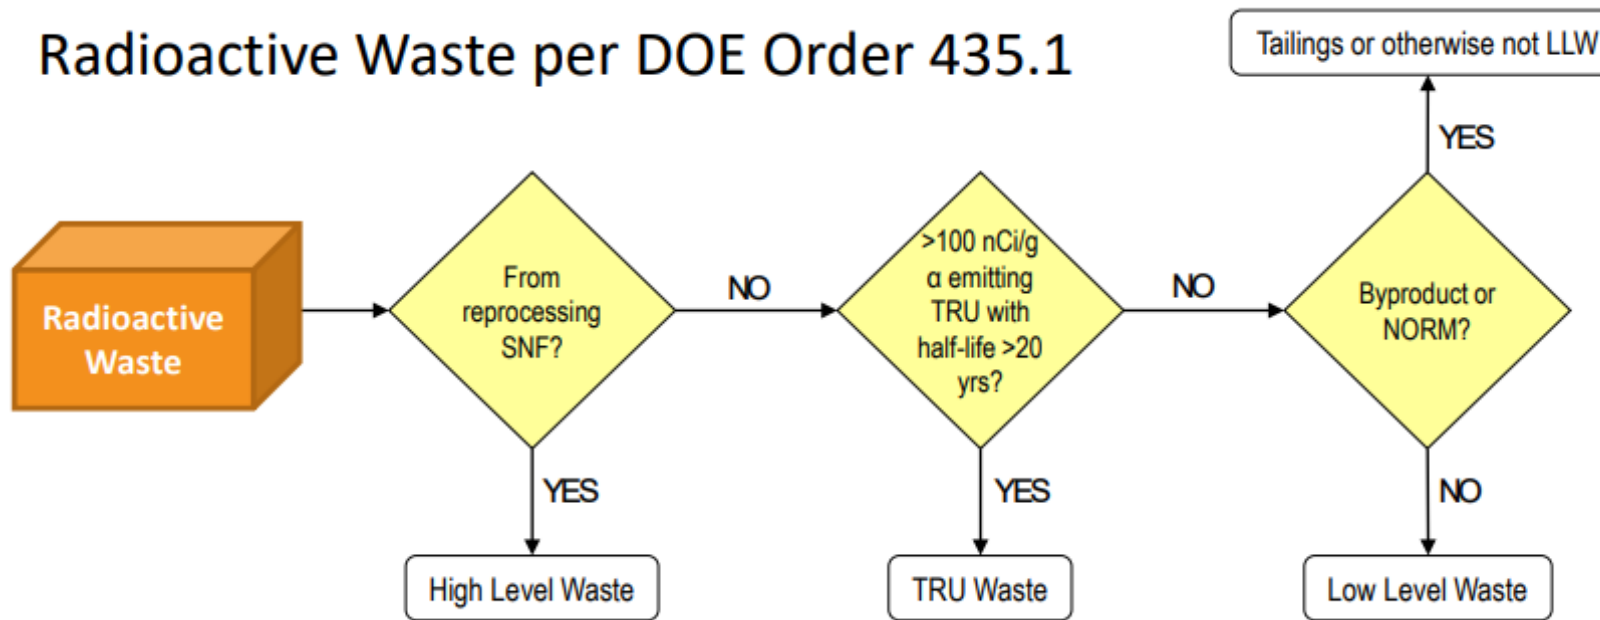 Radioactive Waste per DOE Order 435.1
Tailings or otherwise not LLW
YES
Radioactive
Waste
From
reprocessing
SNF?
NO
>100 nCi/g
α emitting
TRU with
half-life >20
yrs?
NO
Byproduct or
NORM?
YES
YES
NO
High Level Waste
TRU Waste
Low Level Waste